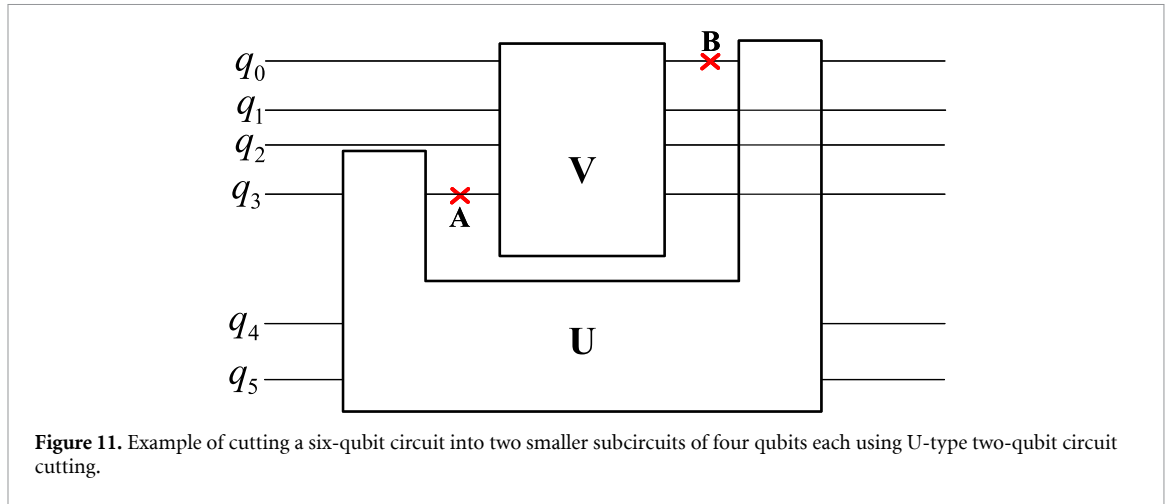 B
q0
q1
q2
V
q3
A
U
q4
q5
Figure 11. Example of cutting a six-qubit circuit into two smaller subcircuits of four qubits each using U-type two-qubit circuit
cutting.